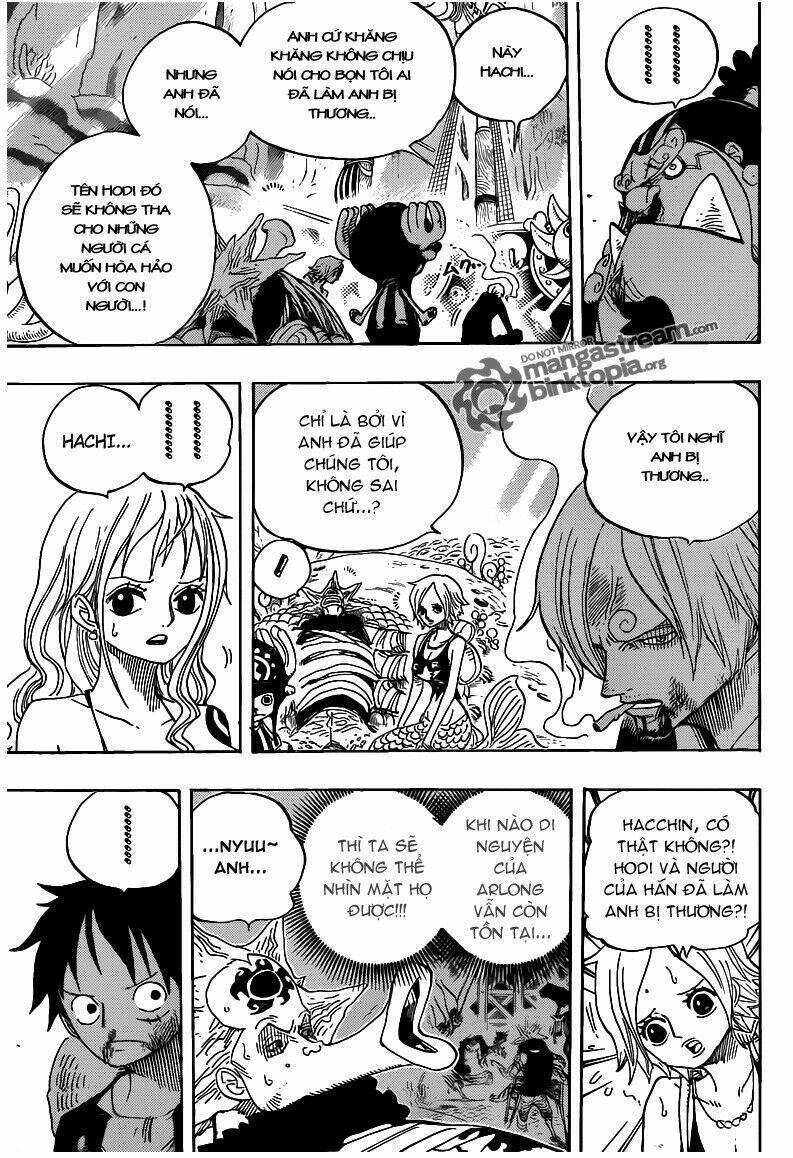 NÀY
HACHI...
ANH CỨ KHĂNG
KHĂNG KHÔNG CHỊU
NÓI CHO BỌN TÔI AI
ĐÃ LÀM ANH BỊ
THƯƠNG..
NHƯNG
ANH ĐÃ
NÓI...
TÊN HODI ĐÓ
SẼ KHÔNG THA
CHO NHỮNG
NGƯỜI CÁ
MUỐN HÒA HẢO
VỚI CON
NGƯỜI...!
DO NOT MIRROR
mangastream.com
binktopia.org
VẬY TÔI NGHĨ
ANH BỊ
THƯƠNG..
CHỈ LÀ BỞI VÌ
ANH ĐÃ GIÚP
CHÚNG TÔI,
KHÔNG SAI
CHỨ...?
HACHI...
HACCHIN, CÓ
THẬT KHÔNG?!
HODI VÀ NGƯỜI
CỦA HẮN ĐÃ LÀM
ANH BỊ THƯƠNG?!
KHI NÀO DI
NGUYỆN
CỦA
ARLONG
VẪN CÒN
TỒN TẠI...
THÌ TA SẼ
KHÔNG THỂ
NHÌN MẶT HỌ
ĐƯỢC!!!
...NYUU~
ANH...